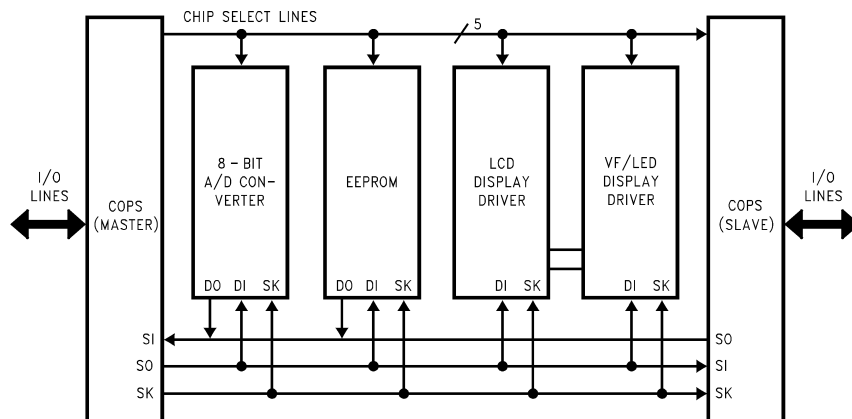 CHIP SELECT LINES
5
I/O
LINES
COPS
(MASTER)
8-BIT
A/D CON-
VERTER
DO DI SK
EEPROM
DO DI SK
LCD
DISPLAY
DRIVER
DI SK
VF/LED
DISPLAY
DRIVER
DI SK
COPS
(SLAVE)
I/O
LINES
SI
SO
SK
SO
SI
SK